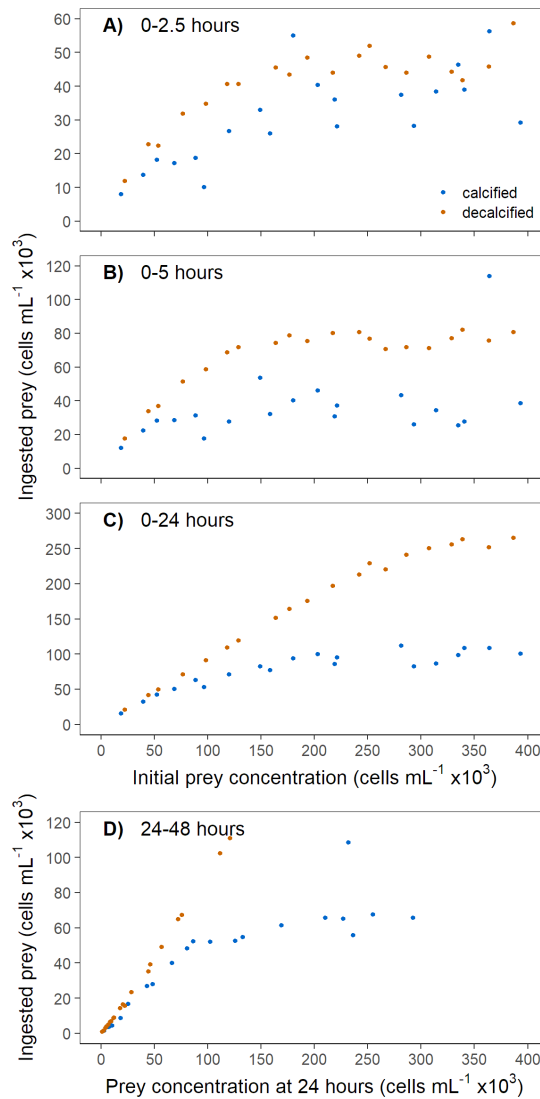 A) 0-2.5 hours
60
50
40
30
20
10
0
calcified
decalcified
B) 0-5 hours
120
100
80
60
40
20
0
Ingested prey (cells mL⁻¹ x10³)
C) 0-24 hours
300
250
200
150
100
50
0
0 50 100 150 200 250 300 350 400
Initial prey concentration (cells mL⁻¹ x10³)
D) 24-48 hours
120
100
80
60
40
20
0
Ingested prey (cells mL⁻¹ x10³)
0 50 100 150 200 250 300 350 400
Prey concentration at 24 hours (cells mL⁻¹ x10³)